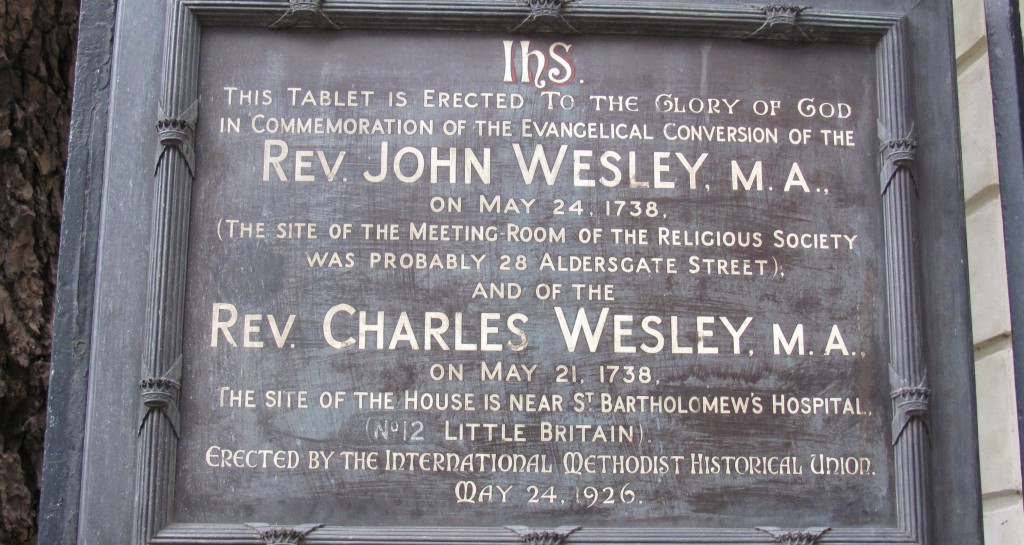 IhS.
THIS TABLET IS ERECTED TO THE GLORY OF GOD
IN COMMEMORATION OF THE EVANGELICAL CONVERSION OF THE
REV. JOHN WESLEY, M.A.,
ON MAY 24, 1738,
(THE SITE OF THE MEETING-ROOM OF THE RELIGIOUS SOCIETY
WAS PROBABLY 28 ALDERSGATE STREET),
AND OF THE
REV. CHARLES WESLEY, M.A.,
ON MAY 21, 1738,
(THE SITE OF THE HOUSE IS NEAR ST BARTHOLOMEW'S HOSPITAL,
(No 12 LITTLE BRITAIN).
ERECTED BY THE INTERNATIONAL METHODIST HISTORICAL UNION.
MAY 24, 1926.